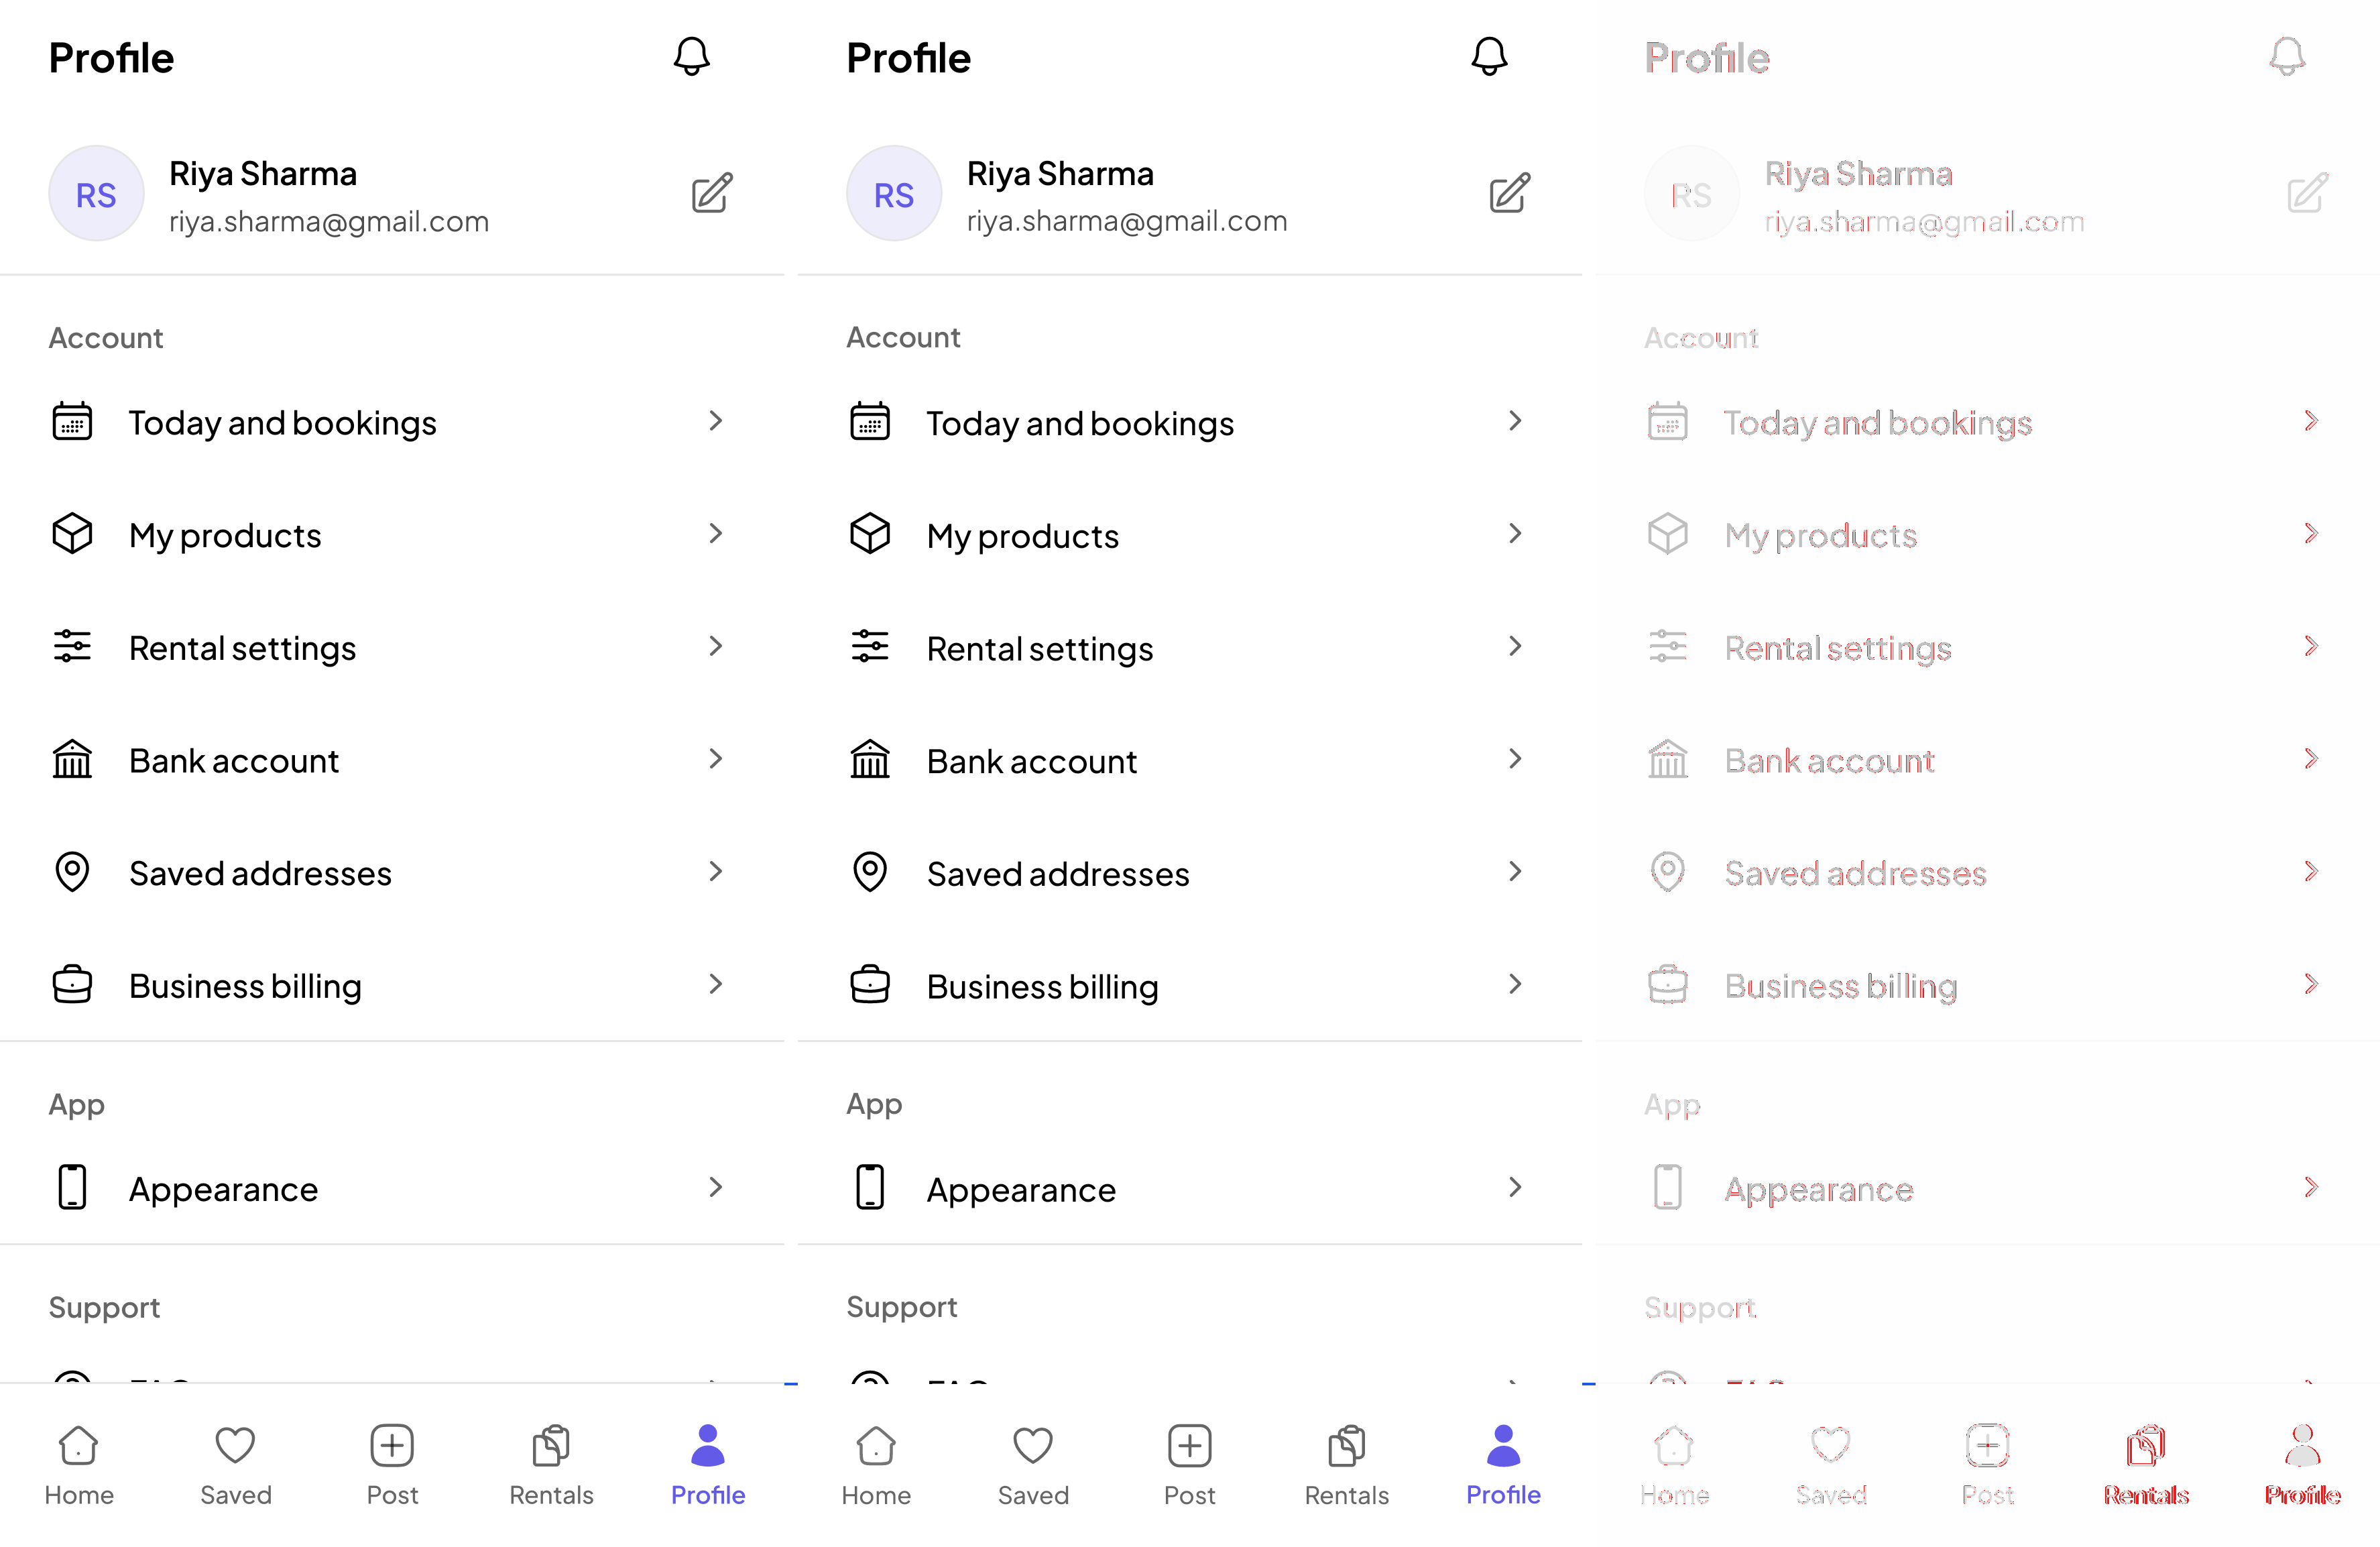 Profile
RS
Riya Sharma
riya.sharma@gmail.com
Account
Today and bookings
My products
Rental settings
Bank account
Saved addresses
Business billing
App
Appearance
Support
Home
Saved
Post
Rentals
Profile
Profile
RS
Riya Sharma
riya.sharma@gmail.com
Account
Today and bookings
My products
Rental settings
Bank account
Saved addresses
Business billing
App
Appearance
Support
Home
Saved
Post
Rentals
Profile
Profile
RS
Riya Sharma
riya.sharma@gmail.com
Account
Today and bookings
My products
Rental settings
Bank account
Saved addresses
Business billing
App
Appearance
Support
Home
Saved
Post
Rentals
Profile